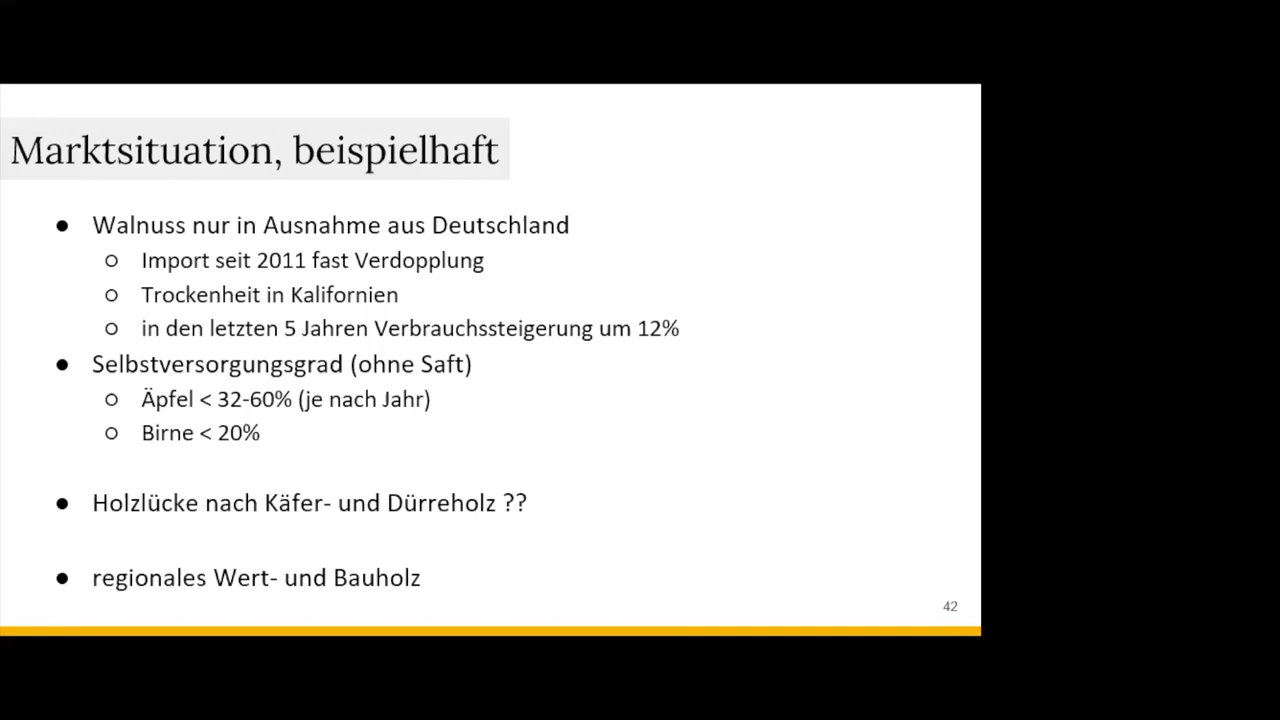 Marktsituation, beispielhaft
● Walnuss nur in Ausnahme aus Deutschland
○ Import seit 2011 fast Verdopplung
○ Trockenheit in Kalifornien
○ in den letzten 5 Jahren Verbrauchssteigerung um 12%
● Selbstversorgungsgrad (ohne Saft)
○ Äpfel < 32-60% (je nach Jahr)
○ Birne < 20%
● Holzlücke nach Käfer- und Dürreholz ??
● regionales Wert- und Bauholz
42